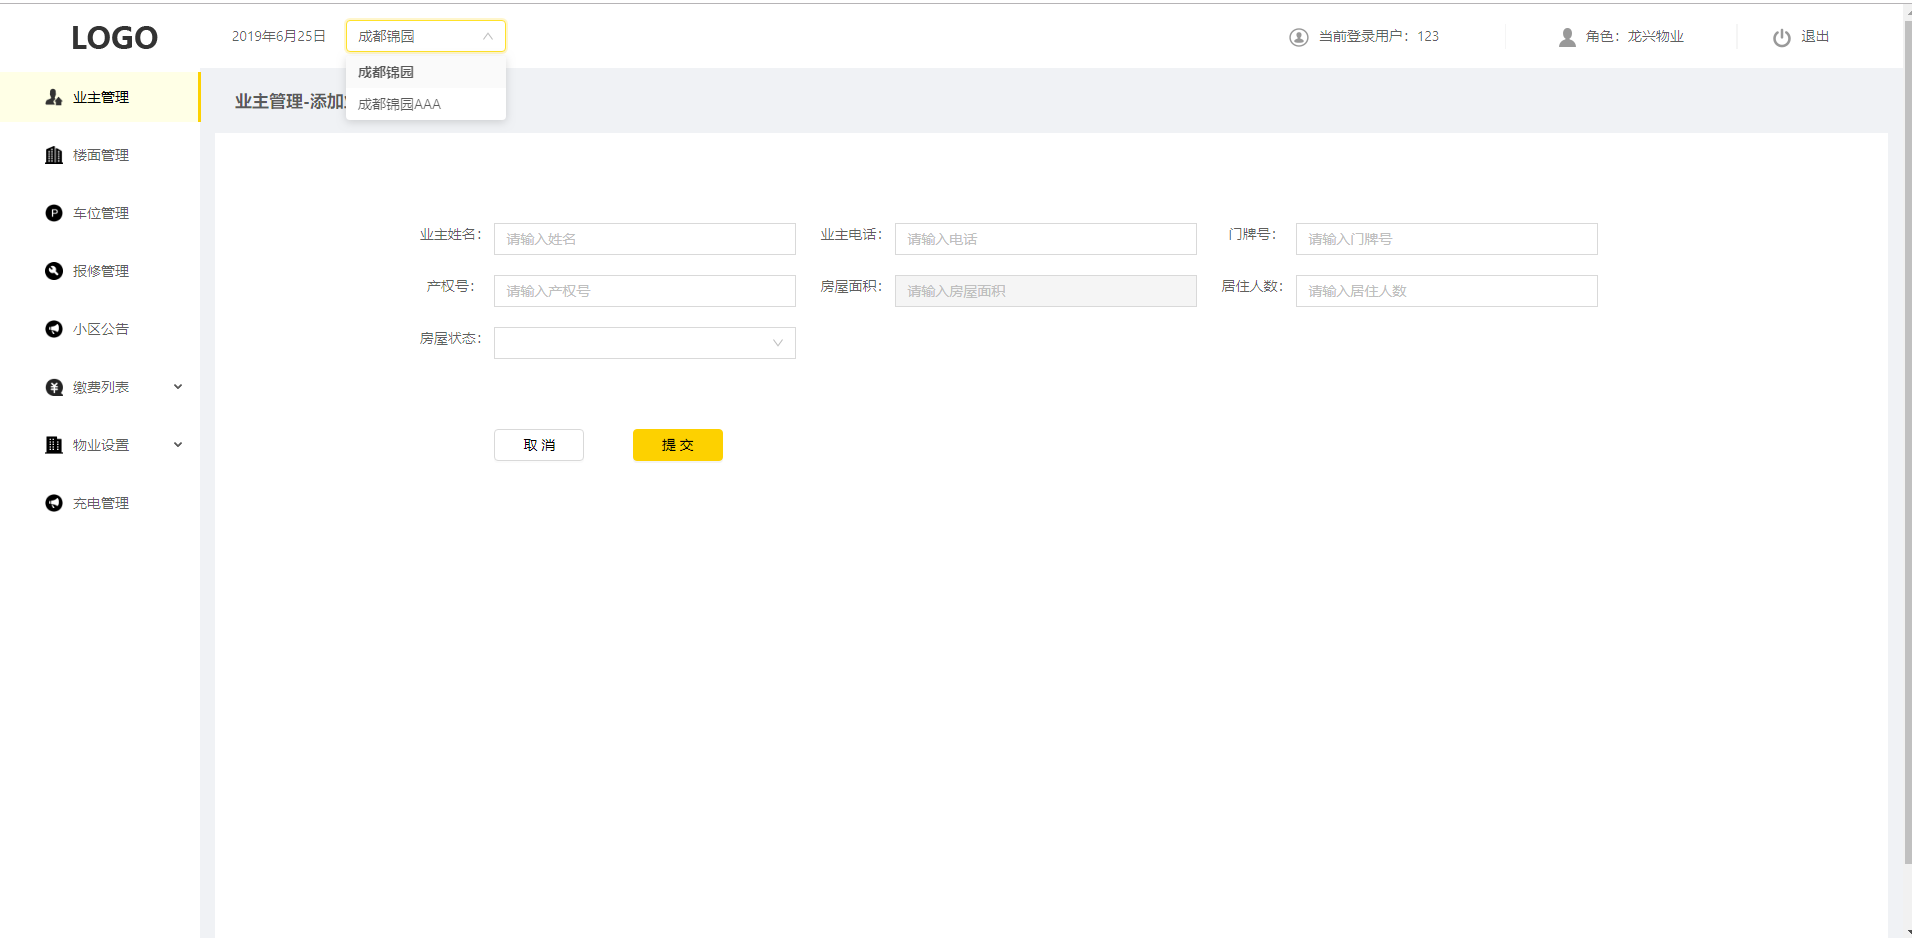 LOGO
2019年6月25日
成都锦园
当前登录用户：123
角色：龙兴物业
退出
成都锦园
成都锦园AAA
业主管理
楼面管理
车位管理
报修管理
小区公告
缴费列表
物业设置
充电管理
业主管理-添加
业主姓名：
请输入姓名
业主电话：
请输入电话
门牌号：
请输入门牌号
产权号：
请输入产权号
房屋面积：
请输入房屋面积
居住人数：
请输入居住人数
房屋状态：
取 消
提 交